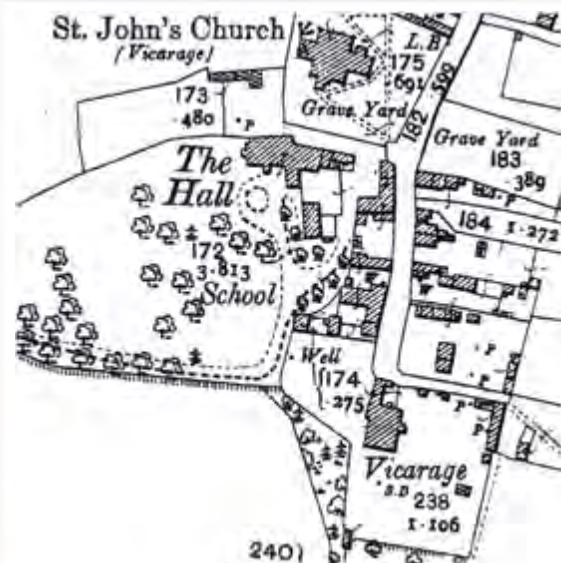 St. John's Church
(Vicarage)
L.B
175
·691
173
·480
P
Grave Yard
182
·599
Grave Yard
183
·389
The
Hall
184
1·272
172
3·813
School
W
P
P
Well
174
·275
P
P
Vicarage
S.D
238
1·106
240)